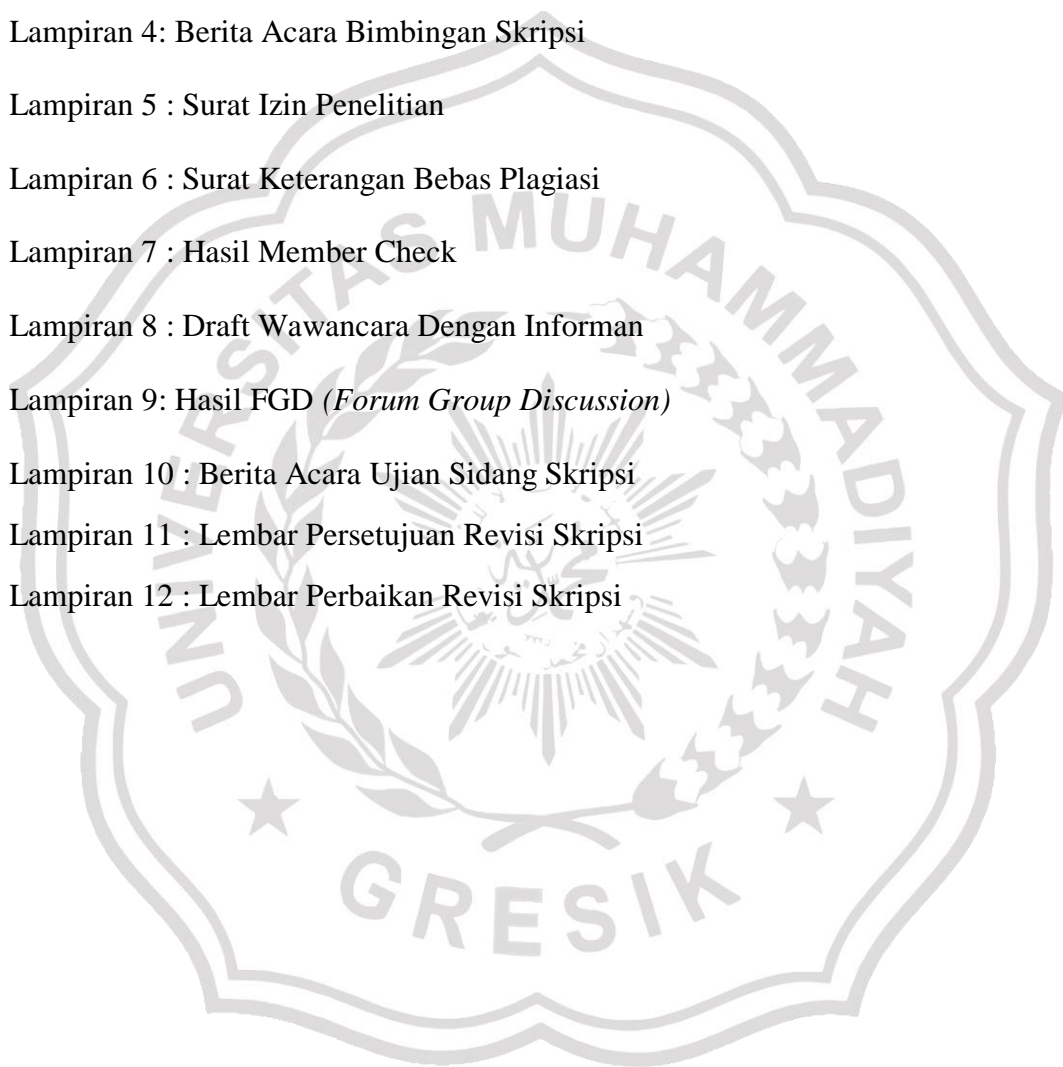 Lampiran 4: Berita Acara Bimbingan Skripsi
Lampiran 5 : Surat Izin Penelitian
Lampiran 6 : Surat Keterangan Bebas Plagiasi
Lampiran 7 : Hasil Member Check
Lampiran 8 : Draft Wawancara Dengan Informan
Lampiran 9: Hasil FGD (Forum Group Discussion)
Lampiran 10 : Berita Acara Ujian Sidang Skripsi
Lampiran 11 : Lembar Persetujuan Revisi Skripsi
Lampiran 12 : Lembar Perbaikan Revisi Skripsi
UNIVERSITAS MUHAMMADIYAH
GRESIK